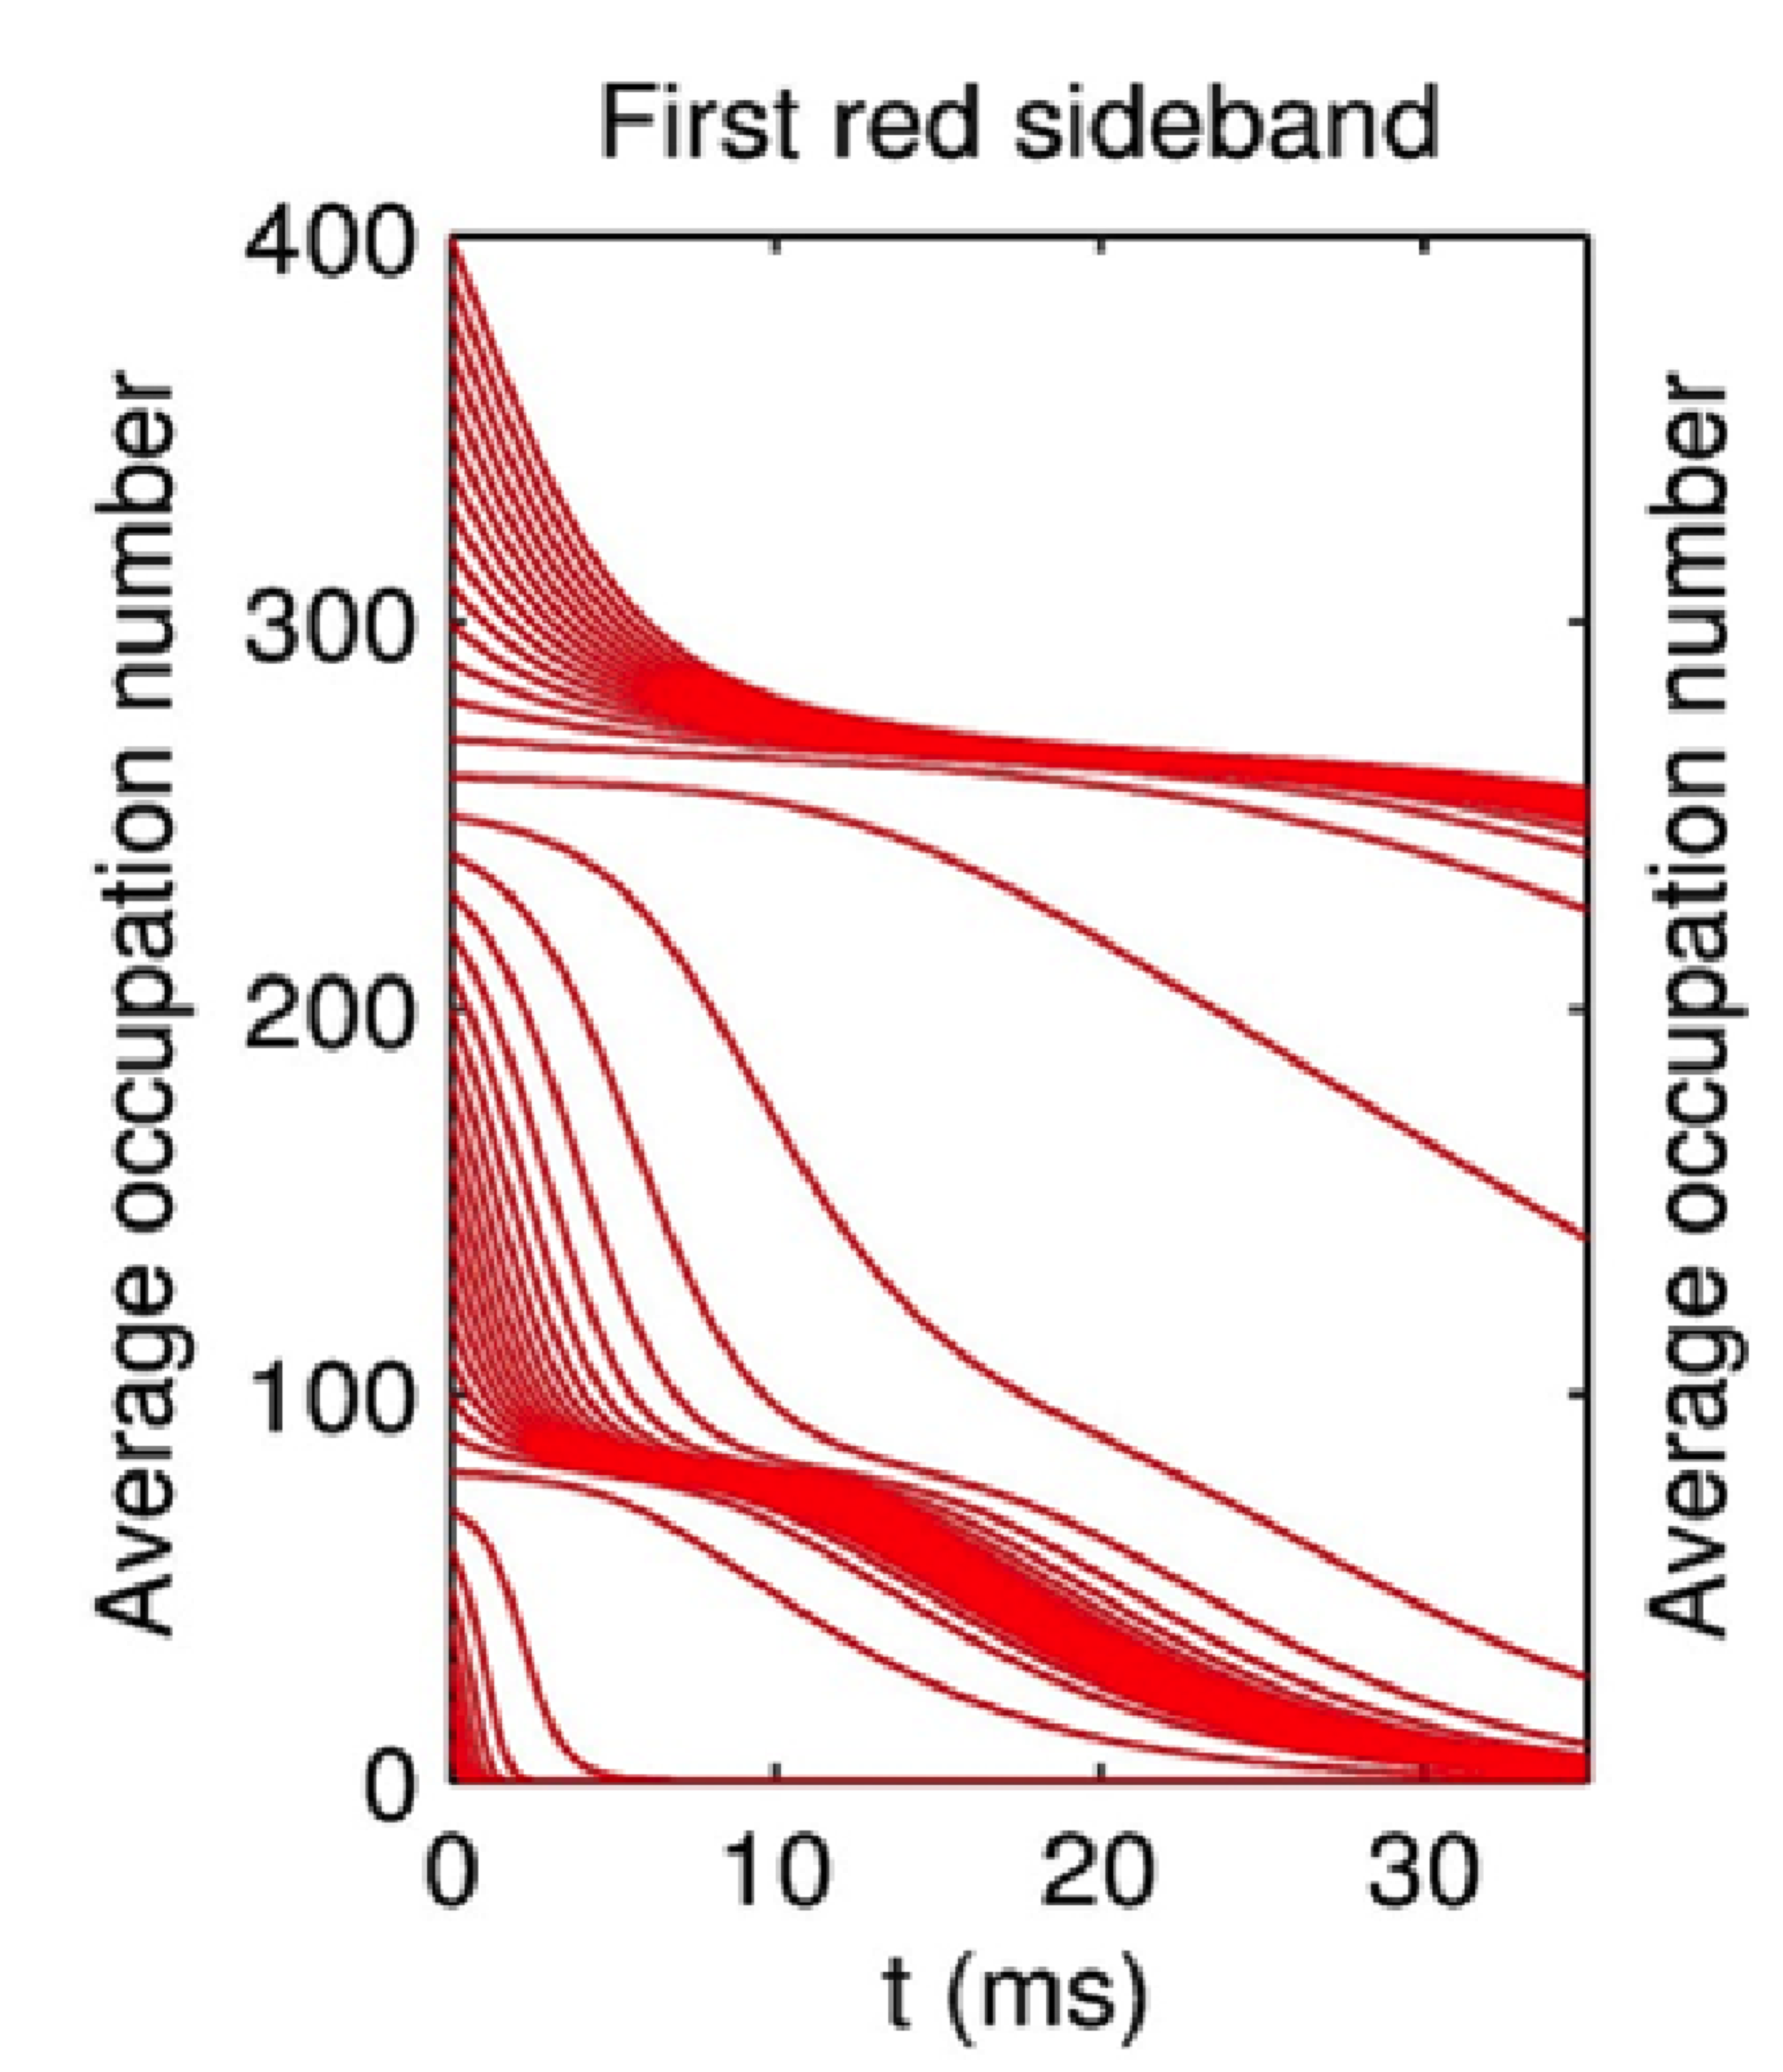 First red sideband
Average occupation number
400
300
200
100
0
0 10 20 30
t (ms)
Average occupation number